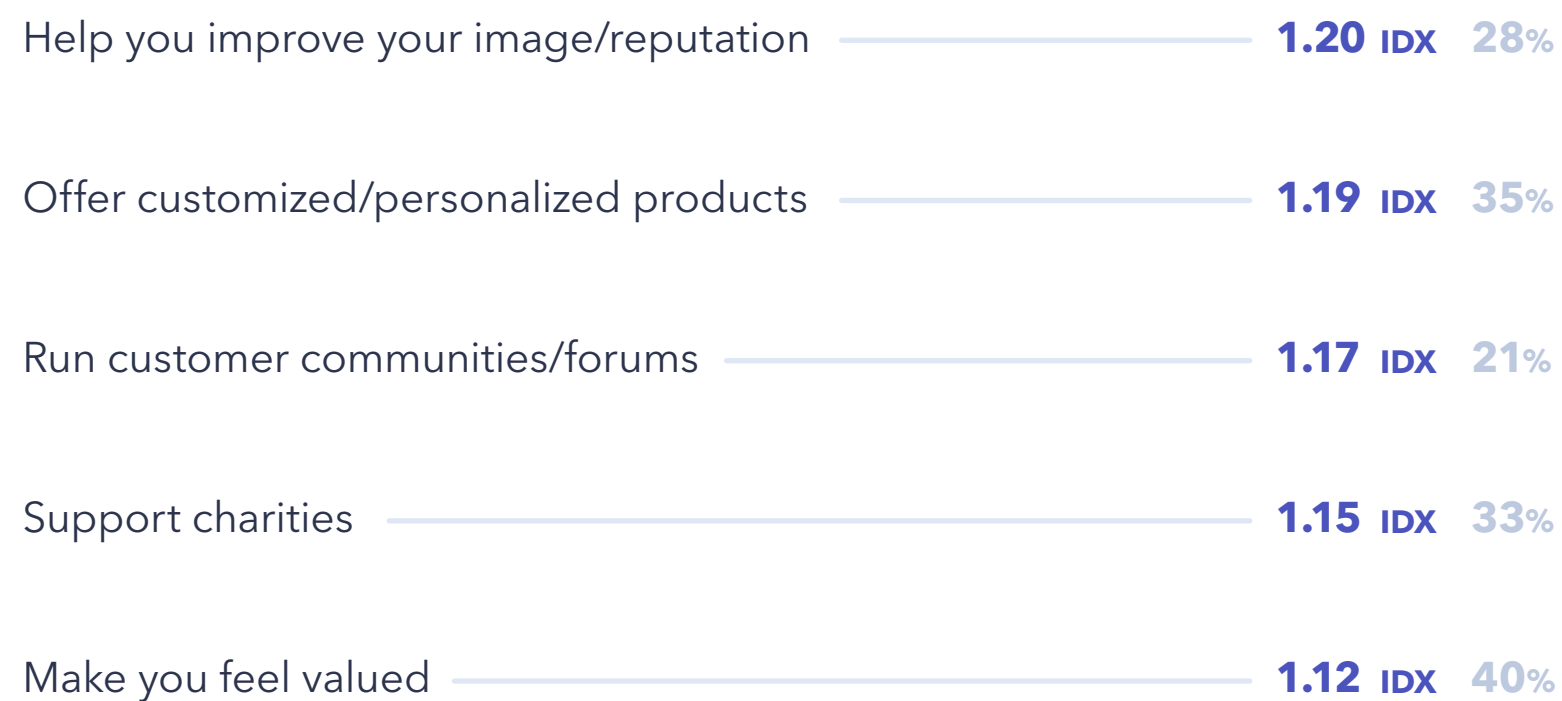 Help you improve your image/reputation 1.20 IDX 28%
Offer customized/personalized products 1.19 IDX 35%
Run customer communities/forums 1.17 IDX 21%
Support charities 1.15 IDX 33%
Make you feel valued 1.12 IDX 40%